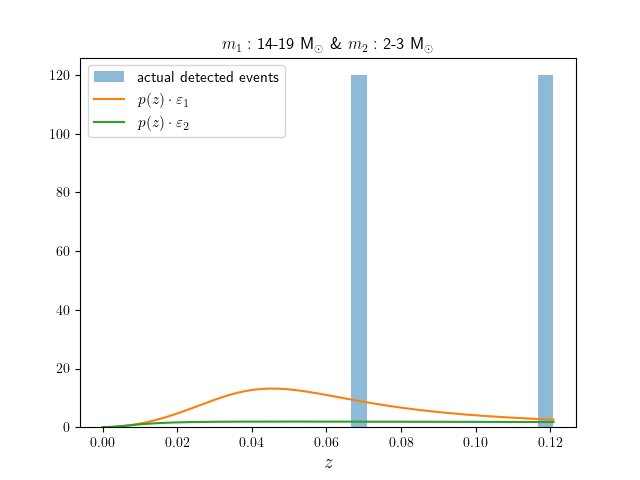 m₁ : 14-19 M☉ & m₂ : 2-3 M☉
actual detected events
p(z) · ε₁
p(z) · ε₂
120
100
80
60
40
20
0
0.00 0.02 0.04 0.06 0.08 0.10 0.12
z